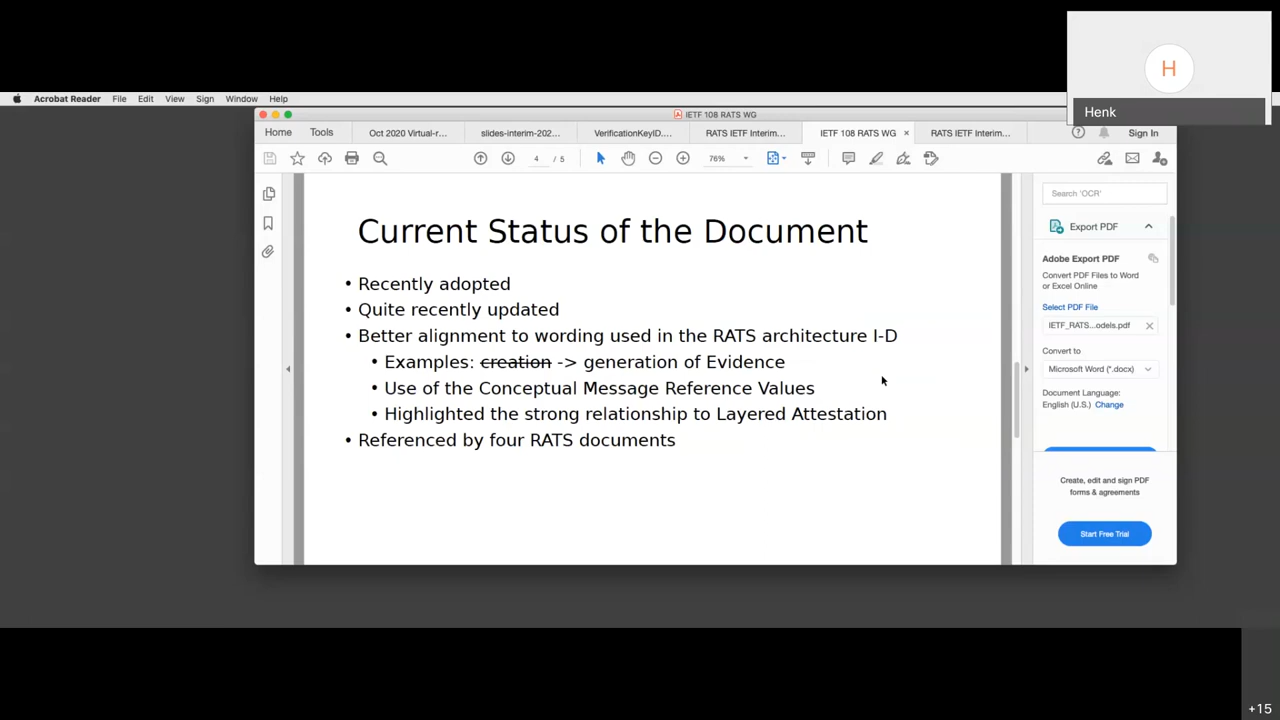 H
Henk
Acrobat Reader File Edit View Sign Window Help
IETF 108 RATS WG
Home Tools Oct 2020 Virtual-r... slides-interim-202... VerificationKeyID.... RATS IETF Interim... IETF 108 RATS WG × RATS IETF Interim... Sign In
4 / 5 76%
Search 'OCR'
Export PDF
Adobe Export PDF
Convert PDF Files to Word
or Excel Online
Select PDF File
IETF_RATS...odels.pdf
Convert to
Microsoft Word (*.docx)
Document Language:
English (U.S.) Change
Create, edit and sign PDF
forms & agreements
Start Free Trial
Current Status of the Document
• Recently adopted
• Quite recently updated
• Better alignment to wording used in the RATS architecture I-D
• Examples: creation -> generation of Evidence
• Use of the Conceptual Message Reference Values
• Highlighted the strong relationship to Layered Attestation
• Referenced by four RATS documents
+15